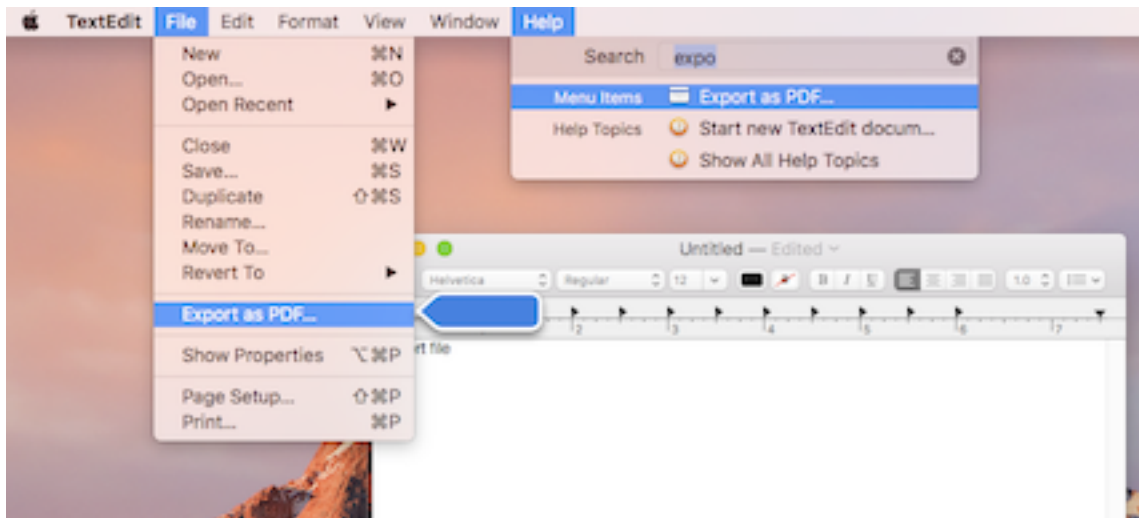 TextEdit File Edit Format View Window Help
New ⌘N
Open... ⌘O
Open Recent
Close ⌘W
Save... ⌘S
Duplicate ⇧⌘S
Rename...
Move To...
Revert To
Export as PDF...
Show Properties ⌥⌘P
Page Setup... ⇧⌘P
Print... ⌘P
Search expo
Menu Items Export as PDF...
Help Topics Start new TextEdit docum...
Show All Help Topics
Untitled — Edited
Helvetica Regular 12 B I U 1.0
2 3 4 5 6 7
rt file